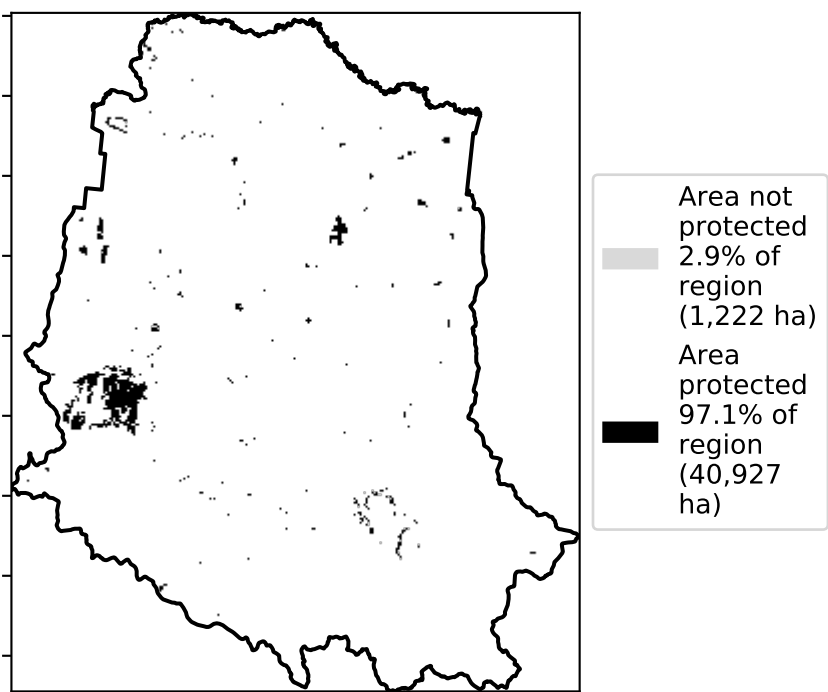 Area not
protected
2.9% of
region
(1,222 ha)
Area
protected
97.1% of
region
(40,927
ha)